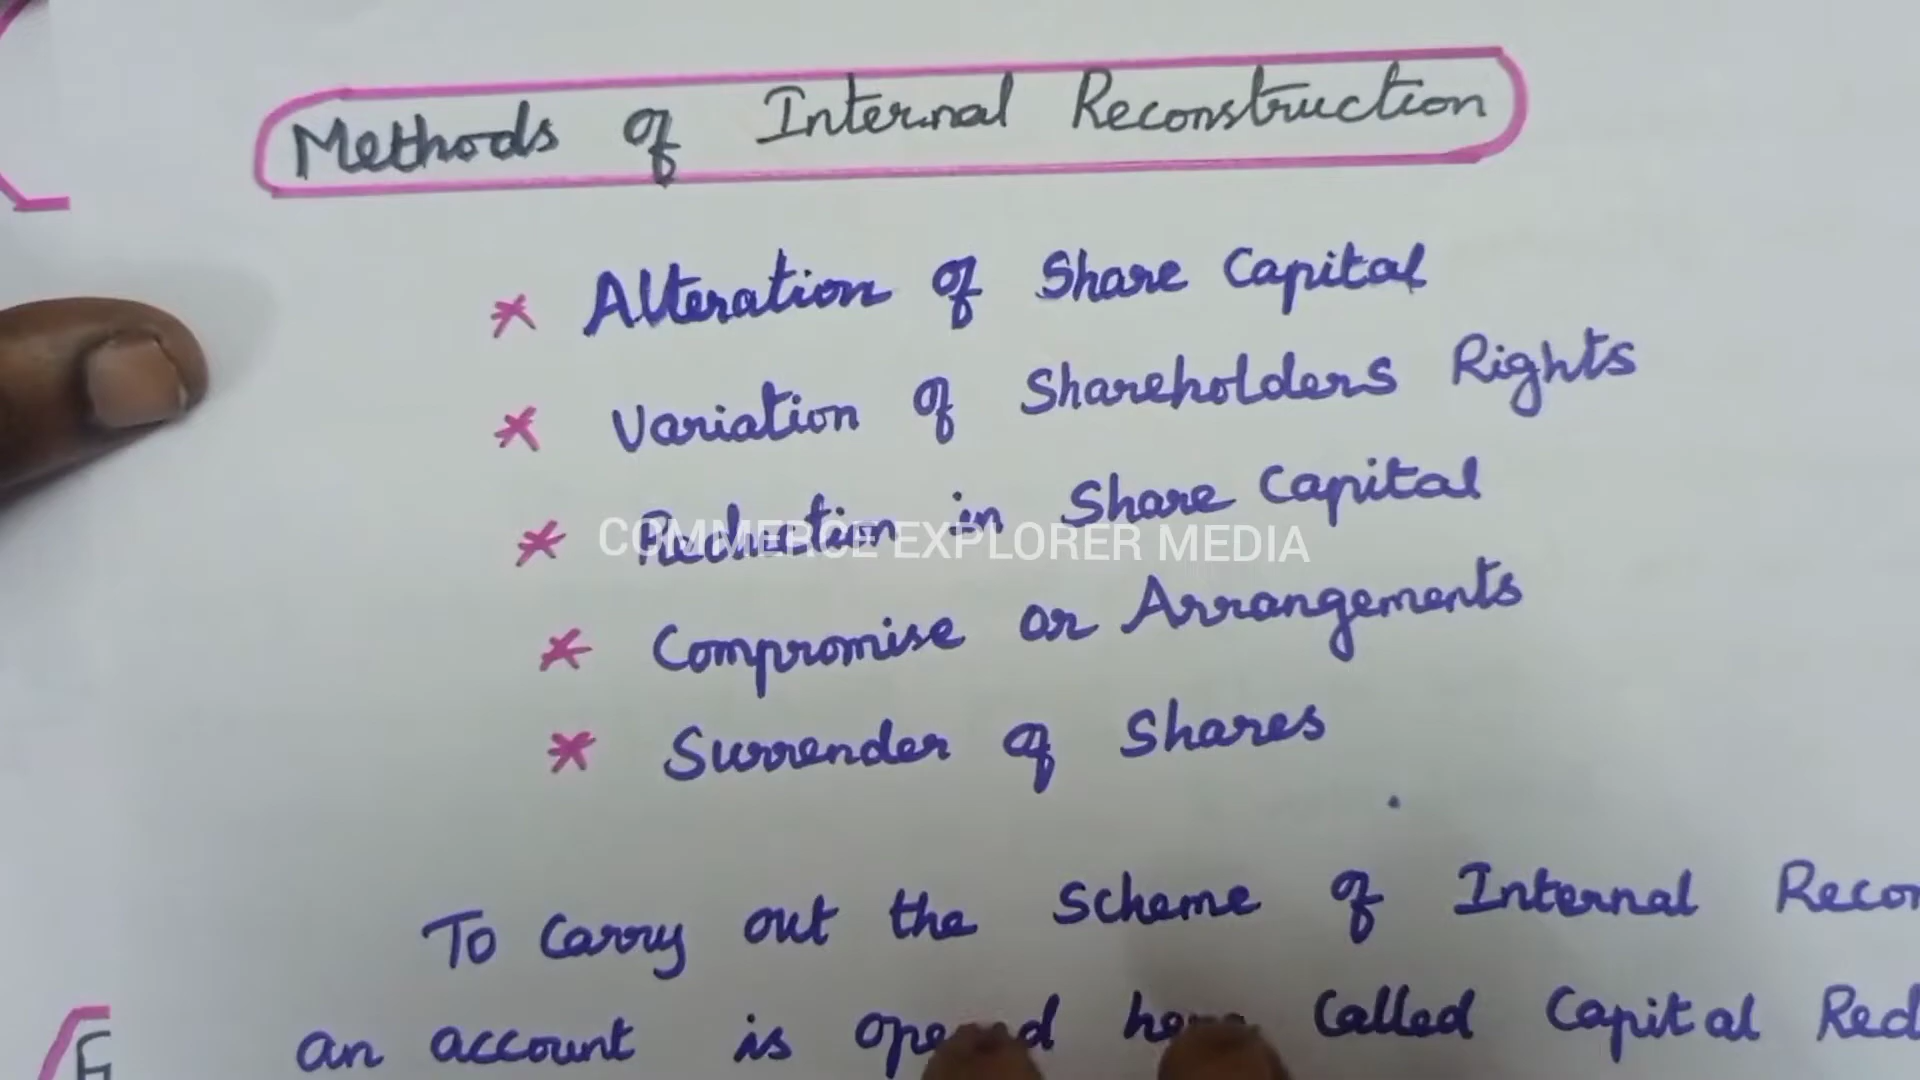 Methods of Internal Reconstruction
* Alteration of Share Capital
* Variation of Shareholders Rights
* Reduction in Share Capital
COMMERCE EXPLORER MEDIA
* Compromise or Arrangements
* Surrender of Shares
To Carry out the Scheme of Internal Recon
an account is opened here Called Capital Red